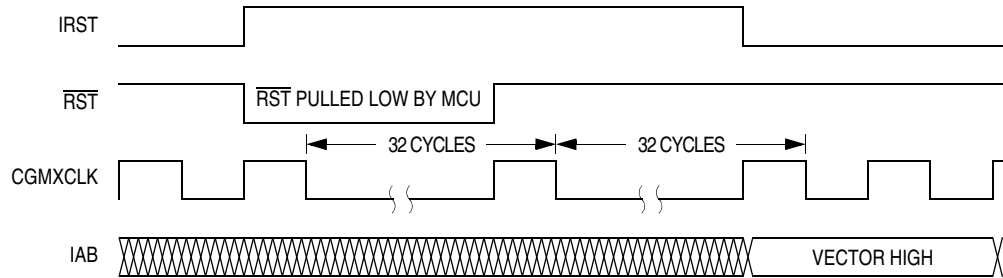 IRST
RST
RST PULLED LOW BY MCU
32 CYCLES
32 CYCLES
CGMXCLK
IAB
VECTOR HIGH